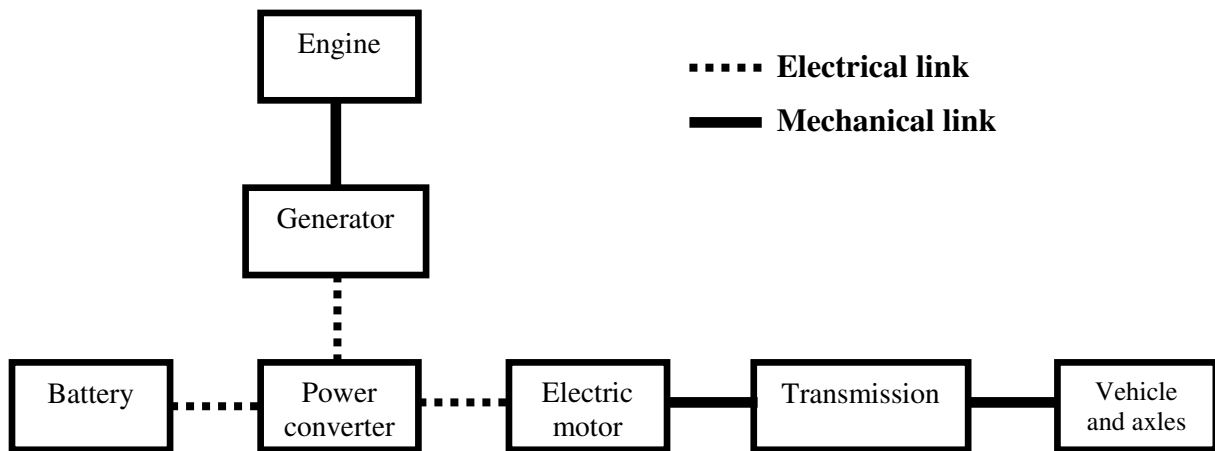 Engine
Electrical link
Mechanical link
Generator
Battery
Power
converter
Electric
motor
Transmission
Vehicle
and axles